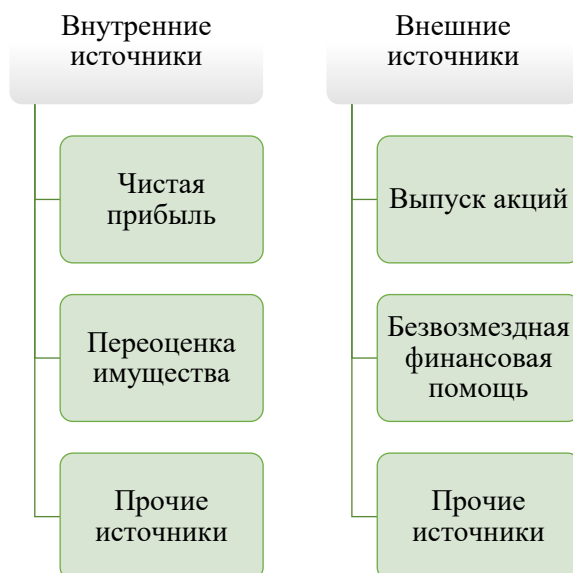 Внутренние
источники
Чистая
прибыль
Переоценка
имущества
Прочие
источники
Внешние
источники
Выпуск акций
Безвозмездная
финансовая
помощь
Прочие
источники